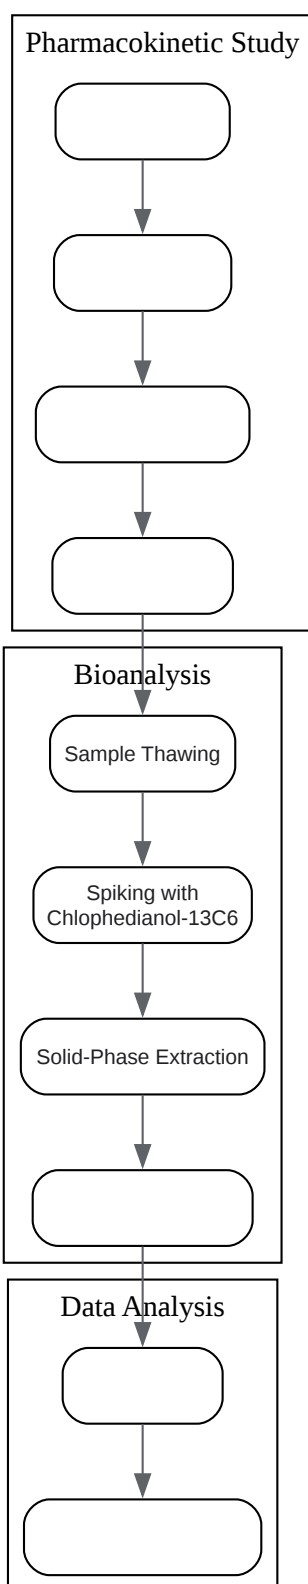 Pharmacokinetic Study
Bioanalysis
Sample Thawing
Spiking with
Chlophedianol-13C6
Solid-Phase Extraction
Data Analysis